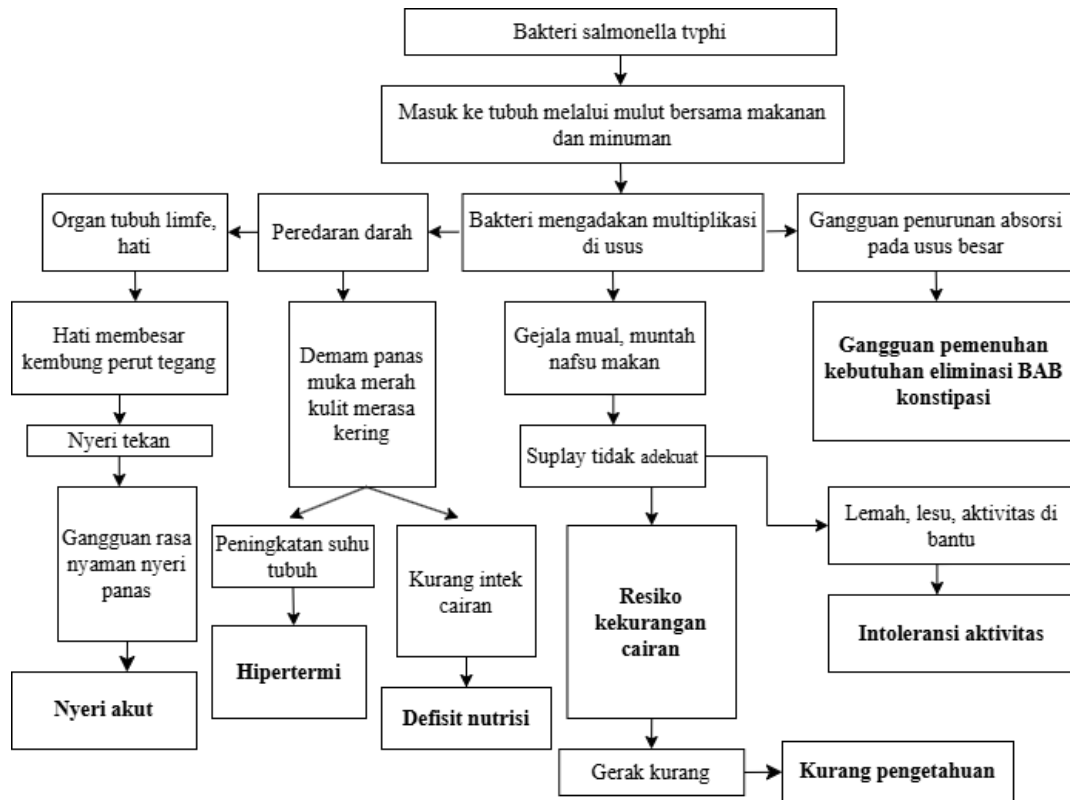 Bakteri salmonella tvphi
Masuk ke tubuh melalui mulut bersama makanan
dan minuman
Organ tubuh limfe,
hati
Peredaran darah
Bakteri mengadakan multiplikasi
di usus
Gangguan penurunan absorsi
pada usus besar
Hati membesar
kembung perut tegang
Demam panas
muka merah
kulit merasa
kering
Gejala mual, muntah
nafsu makan
Gangguan pemenuhan
kebutuhan eliminasi BAB
konstipasi
Nyeri tekan
Suplay tidak adekuat
Gangguan rasa
nyaman nyeri
panas
Peningkatan suhu
tubuh
Kurang intek
cairan
Resiko
kekurangan
cairan
Lemah, lesu, aktivitas di
bantu
Intoleransi aktivitas
Nyeri akut
Hipertermi
Defisit nutrisi
Gerak kurang
Kurang pengetahuan